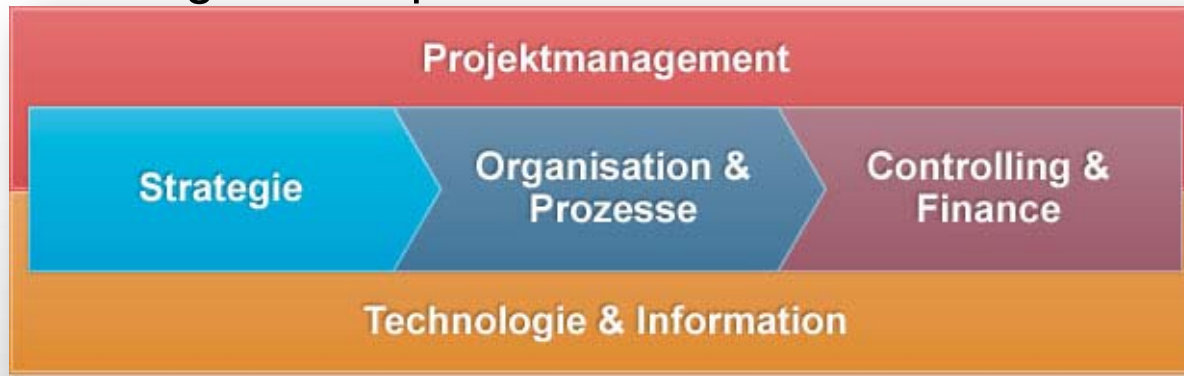 Projektmanagement
Strategie
Organisation &
Prozesse
Controlling &
Finance
Technologie & Information